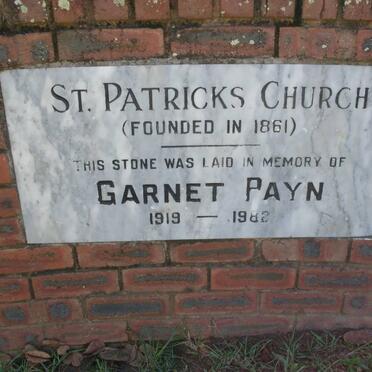 ST. PATRICKS CHURCH
(FOUNDED IN 1861)
THIS STONE WAS LAID IN MEMORY OF
GARNET PAYN
1919 — 1982